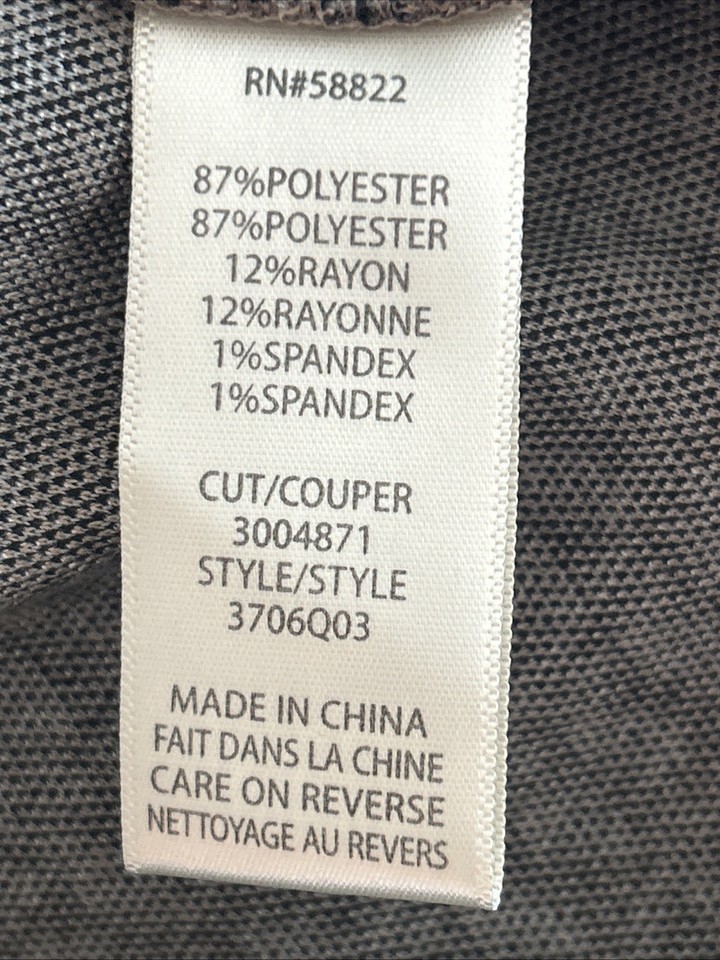 RN#58822
87%POLYESTER
87%POLYESTER
12%RAYON
12%RAYONNE
1%SPANDEX
1%SPANDEX
CUT/COUPER
3004871
STYLE/STYLE
3706Q03
MADE IN CHINA
FAIT DANS LA CHINE
CARE ON REVERSE
NETTOYAGE AU REVERS